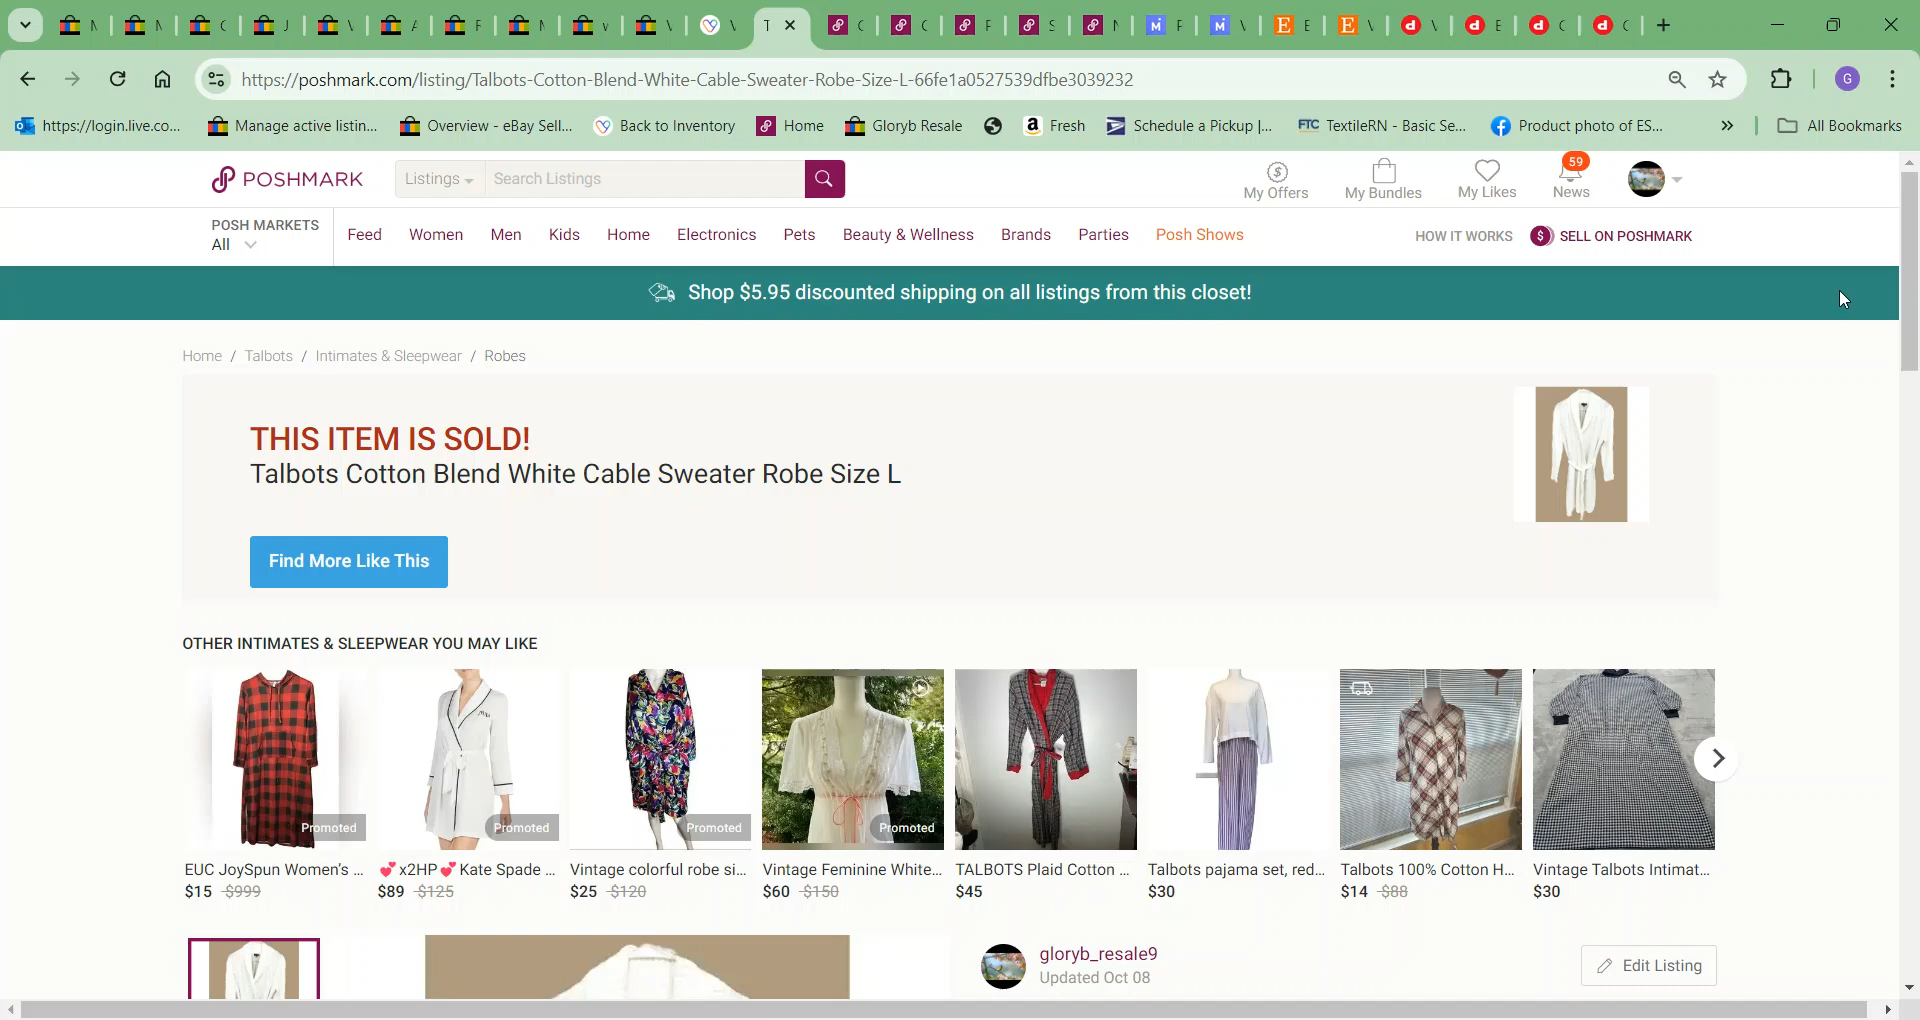 https://poshmark.com/listing/Talbots-Cotton-Blend-White-Cable-Sweater-Robe-Size-L-66fe1a0527539dfbe3039232
G
https://login.live.co...
Manage active listin...
Overview - eBay Sell...
Back to Inventory
Home
Gloryb Resale
Fresh
Schedule a Pickup |...
FTC TextileRN - Basic Se...
Product photo of ES...
All Bookmarks
POSHMARK
Listings
Search Listings
My Offers
My Bundles
My Likes
59
News
POSH MARKETS
All
Feed Women Men Kids Home Electronics Pets Beauty & Wellness Brands Parties Posh Shows
HOW IT WORKS
SELL ON POSHMARK
Shop $5.95 discounted shipping on all listings from this closet!
Home / Talbots / Intimates & Sleepwear / Robes
THIS ITEM IS SOLD!
Talbots Cotton Blend White Cable Sweater Robe Size L
Find More Like This
OTHER INTIMATES & SLEEPWEAR YOU MAY LIKE
Promoted
Promoted
Promoted
Promoted
EUC JoySpun Women's ...
$15 $999
💕 x2HP 💕 Kate Spade ...
$89 $125
Vintage colorful robe si...
$25 $120
Vintage Feminine White...
$60 $150
TALBOTS Plaid Cotton ...
$45
Talbots pajama set, red...
$30
Talbots 100% Cotton H...
$14 $88
Vintage Talbots Intimat...
$30
gloryb_resale9
Updated Oct 08
Edit Listing